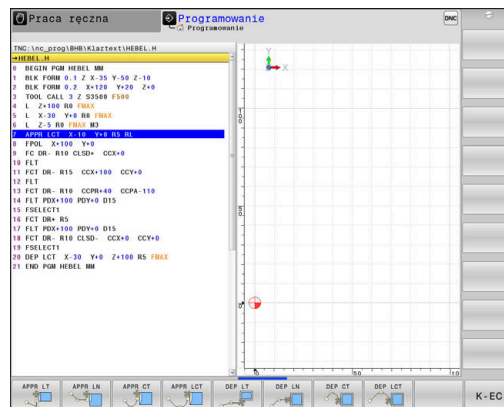 Praca ręczna
Programowanie
Programowanie
DNC
TNC:\nc_prog\BHB\Klartext\HEBEL.H
→HEBEL.H
0 BEGIN PGM HEBEL MM
1 BLK FORM 0.1 Z X-35 Y-50 Z-10
2 BLK FORM 0.2 X+120 Y+20 Z+0
3 TOOL CALL 3 Z S3500 F500
4 L Z+100 R0 FMAX
5 L X-30 Y+0 R0 FMAX
6 L Z-5 R0 FMAX M3
7 APPR LCT X-10 Y+0 R5 RL
8 FPOL X+100 Y+0
9 FC DR- R10 CLSD+ CCX+0
10 FLT
11 FCT DR- R15 CCX+100 CCY+0
12 FLT
13 FCT DR- R10 CCPR+40 CCPA-110
14 FLT PDX+100 PDY+0 D15
15 FSELECT1
16 FCT DR+ R5
17 FLT PDX+100 PDY+0 D15
18 FCT DR- R10 CLSD- CCX+0 CCY+0
19 FSELECT1
20 DEP LCT X-30 Y+0 Z+100 R5 FMAX
21 END PGM HEBEL MM
Y
X
100
50
0
0
50
10
APPR LT
APPR LN
APPR CT
APPR LCT
DEP LT
DEP LN
DEP CT
DEP LCT
K-EC